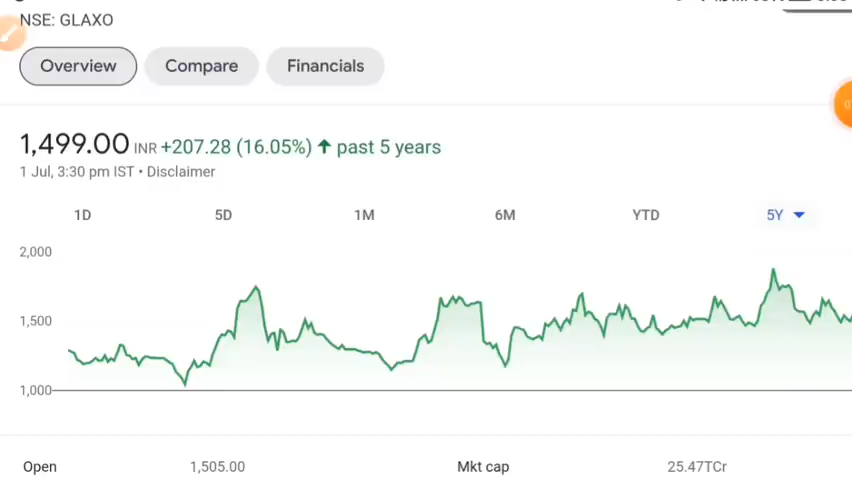 NSE: GLAXO
Overview Compare Financials
1,499.00 INR +207.28 (16.05%) ↑ past 5 years
1 Jul, 3:30 pm IST • Disclaimer
1D 5D 1M 6M YTD 5Y
2,000
1,500
1,000
Open 1,505.00 Mkt cap 25.47TCr